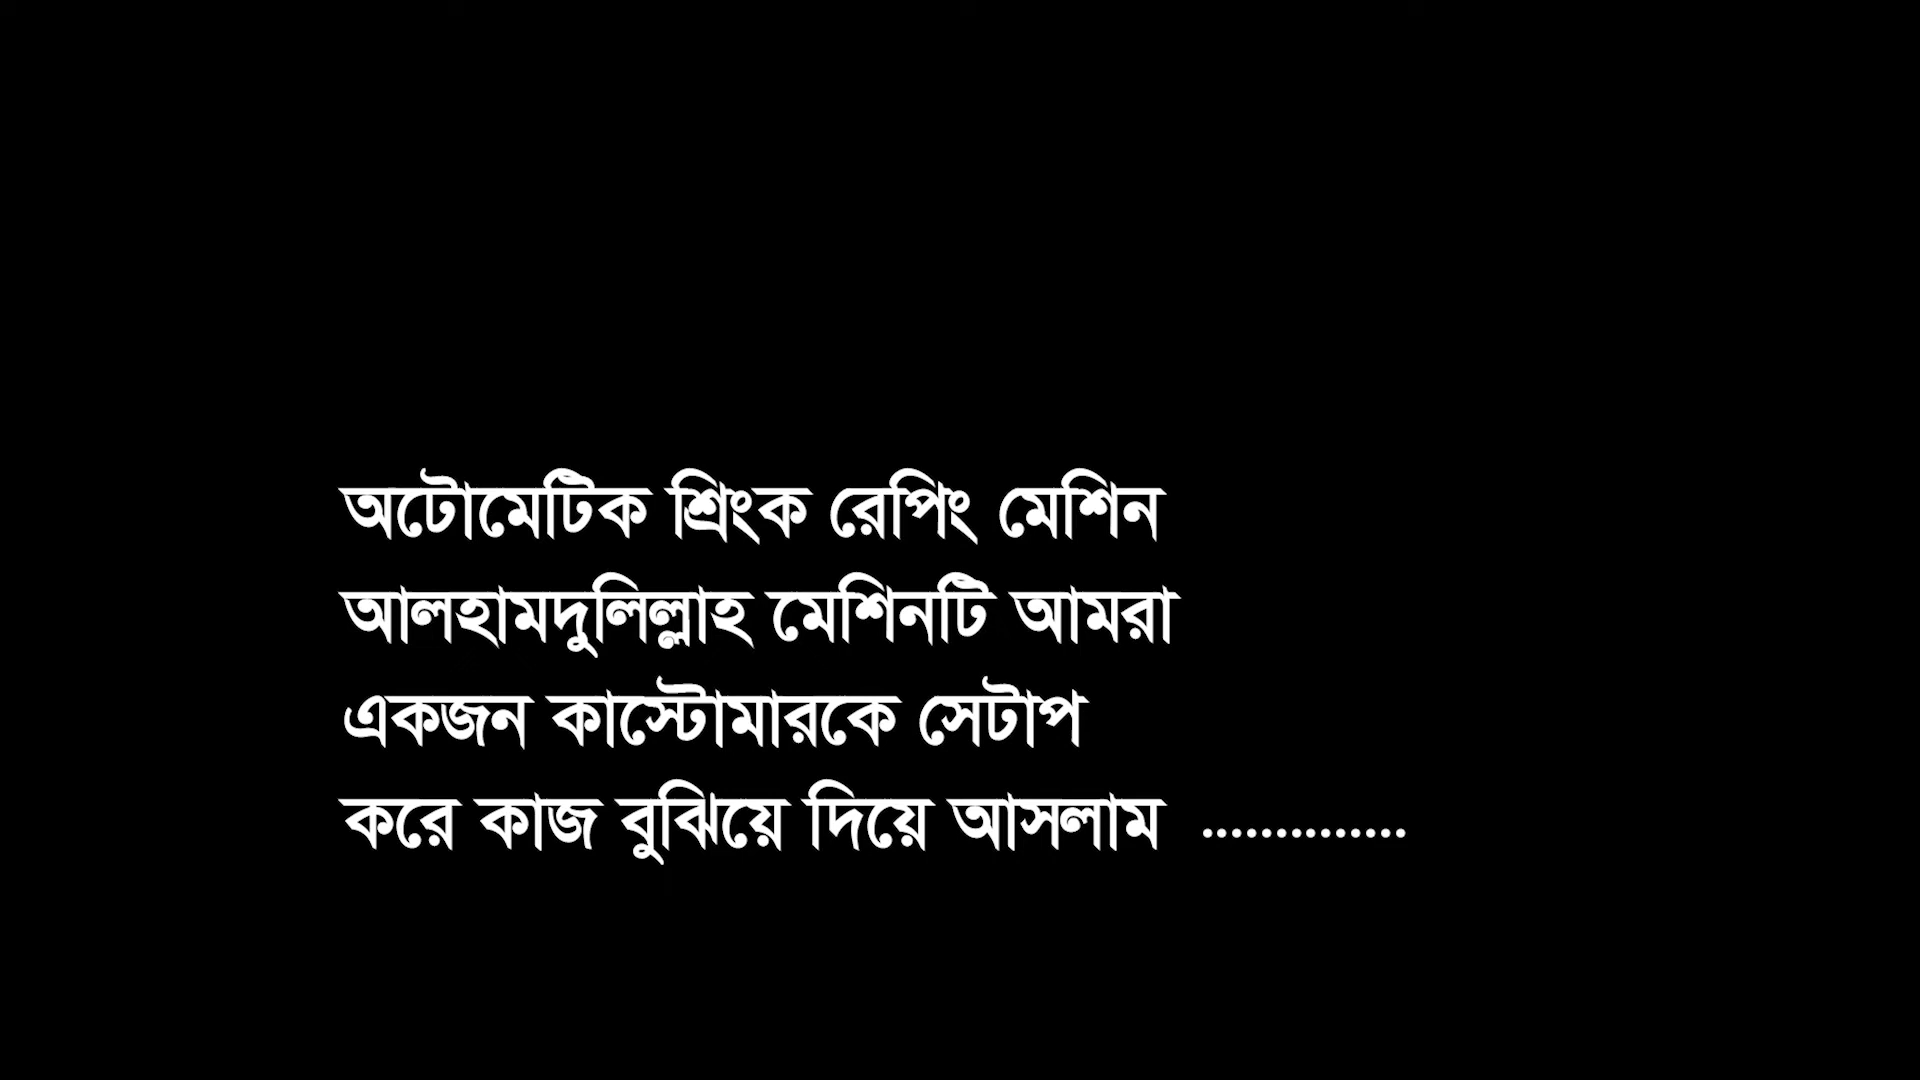 অটোমেটিক শ্রিংক রেপিং মেশিন
আলহামদুলিল্লাহ মেশিনটি আমরা
একজন কাস্টোমারকে সেটাপ
করে কাজ বুঝিয়ে দিয়ে আসলাম ..............